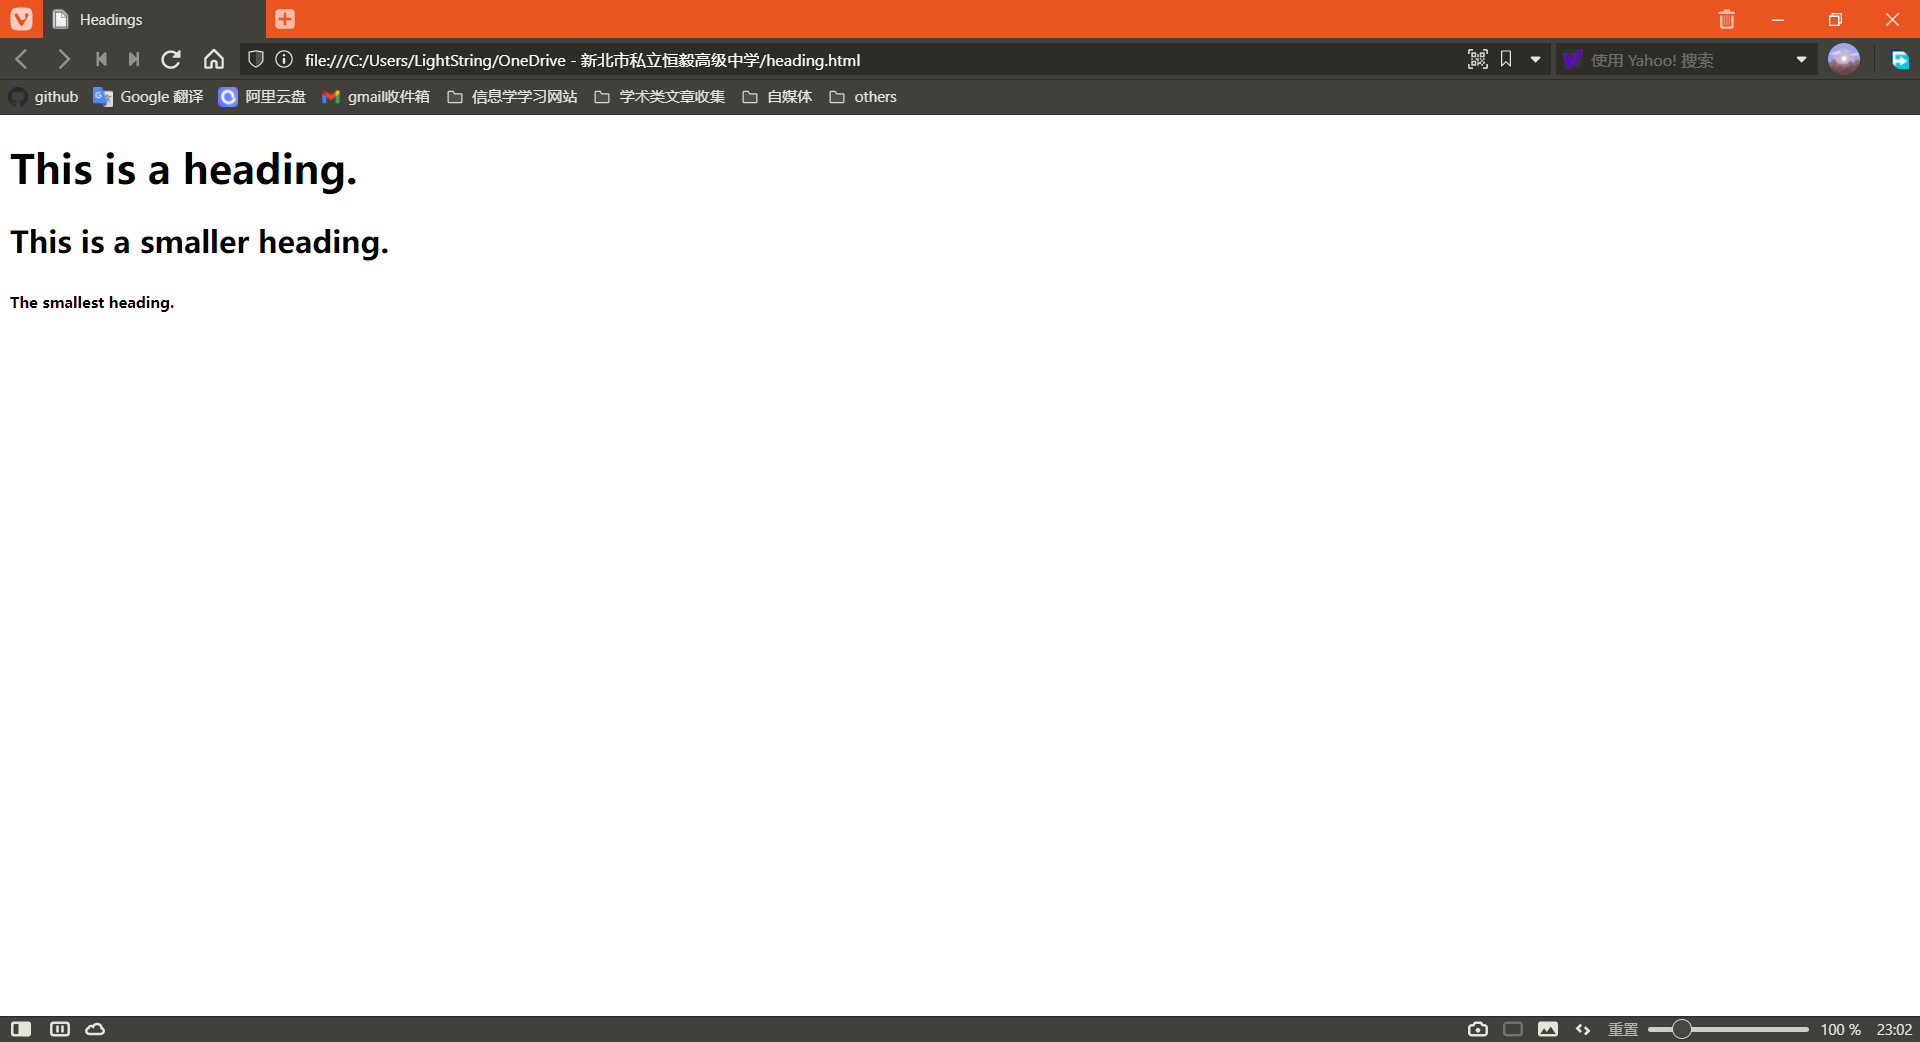 Headings
file:///C:/Users/LightString/OneDrive - 新北市私立恒毅高级中学/heading.html
使用 Yahoo! 搜索
github Google 翻译 阿里云盘 gmail收件箱 信息学学习网站 学术类文章收集 自媒体 others
This is a heading.
This is a smaller heading.
The smallest heading.
重置 100 % 23:02